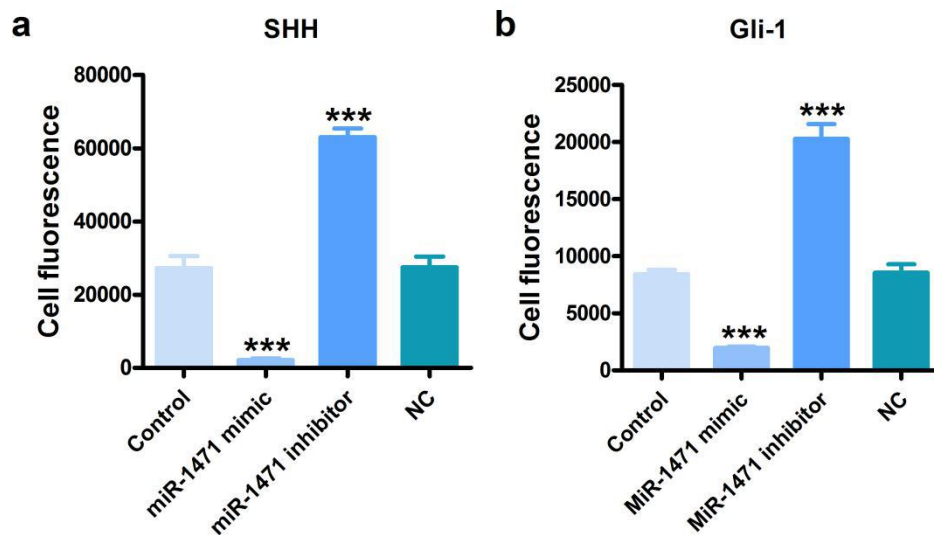 a
SHH
Cell fluorescence
80000
60000
40000
20000
0
***
***
Control
miR-1471 mimic
miR-1471 inhibitor
NC
b
Gli-1
Cell fluorescence
25000
20000
15000
10000
5000
0
***
***
Control
MiR-1471 mimic
MiR-1471 inhibitor
NC